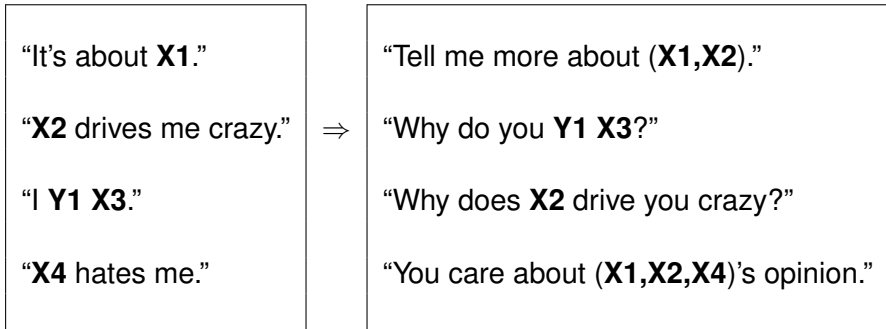 “It's about X1.”
“X2 drives me crazy.”
“I Y1 X3.”
“X4 hates me.”
⇒
“Tell me more about (X1,X2).”
“Why do you Y1 X3?”
“Why does X2 drive you crazy?”
“You care about (X1,X2,X4)'s opinion.”